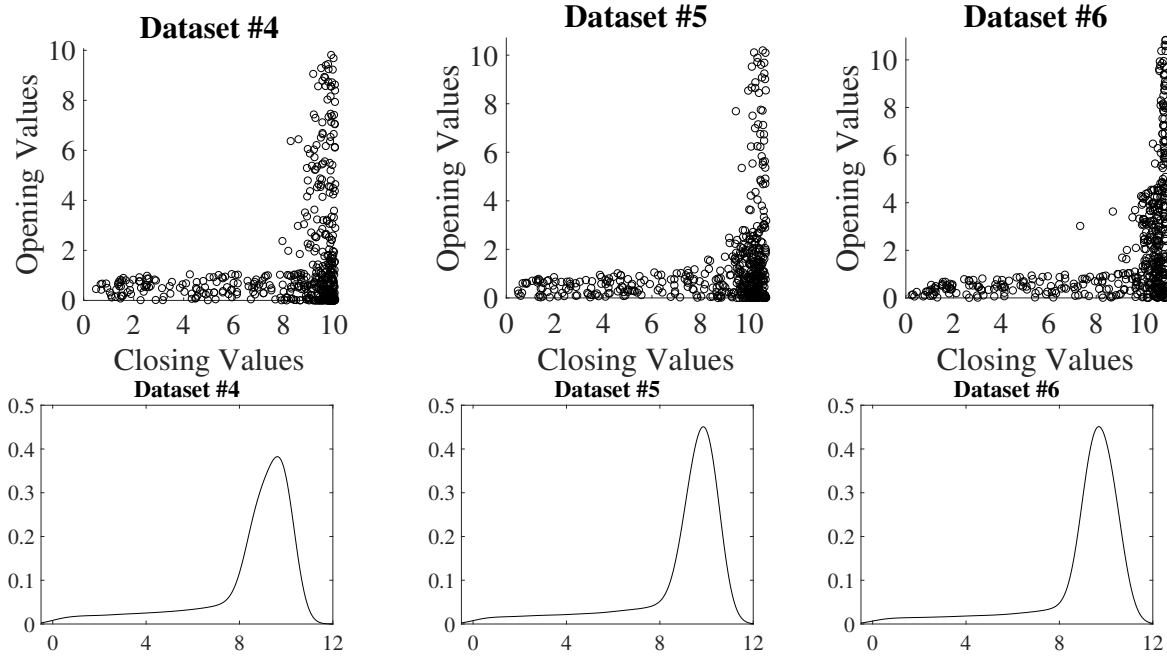 Dataset #4
Opening Values
10
8
6
4
2
0
0 2 4 6 8 10
Closing Values
Dataset #5
Opening Values
10
8
6
4
2
0
0 2 4 6 8 10
Closing Values
Dataset #6
Opening Values
10
8
6
4
2
0
0 2 4 6 8 10
Closing Values
Dataset #4
0.5
0.4
0.3
0.2
0.1
0
0 4 8 12
Dataset #5
0.5
0.4
0.3
0.2
0.1
0
0 4 8 12
Dataset #6
0.5
0.4
0.3
0.2
0.1
0
0 4 8 12